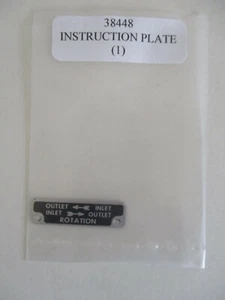 38448
INSTRUCTION PLATE
(1)
OUTLET INLET
INLET OUTLET
ROTATION